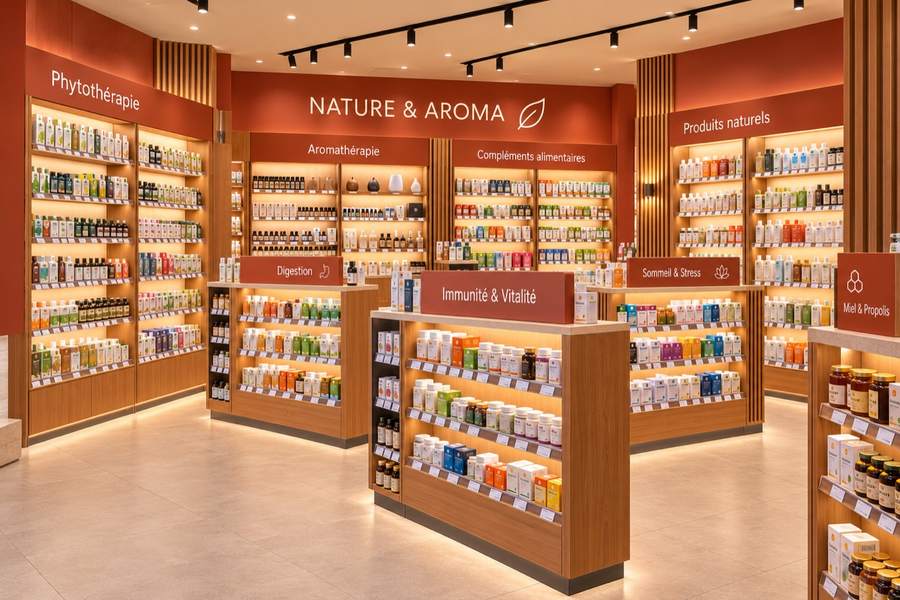 Phytothérapie
NATURE & AROMA
Aromathérapie
Compléments alimentaires
Produits naturels
Digestion
Immunité & Vitalité
Sommeil & Stress
Miel & Propolis